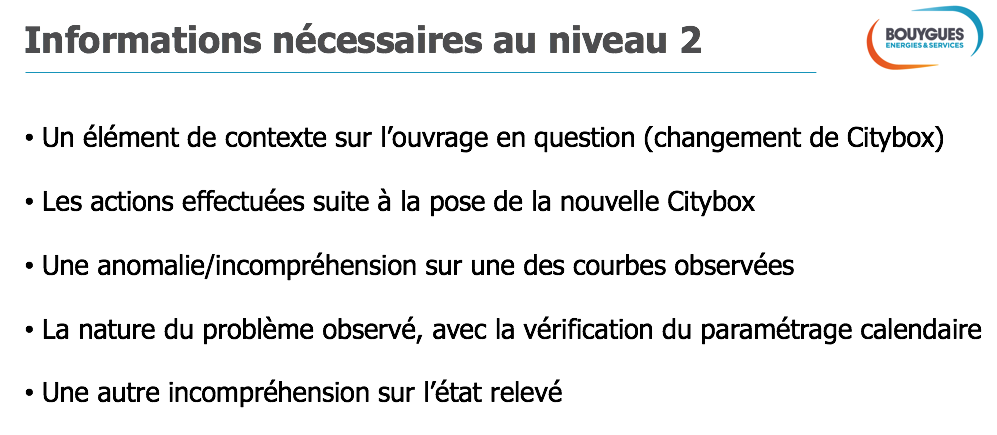 Informations nécessaires au niveau 2
BOUYGUES
ENERGIES & SERVICES
• Un élément de contexte sur l’ouvrage en question (changement de Citybox)
• Les actions effectuées suite à la pose de la nouvelle Citybox
• Une anomalie/incompréhension sur une des courbes observées
• La nature du problème observé, avec la vérification du paramétrage calendaire
• Une autre incompréhension sur l’état relevé